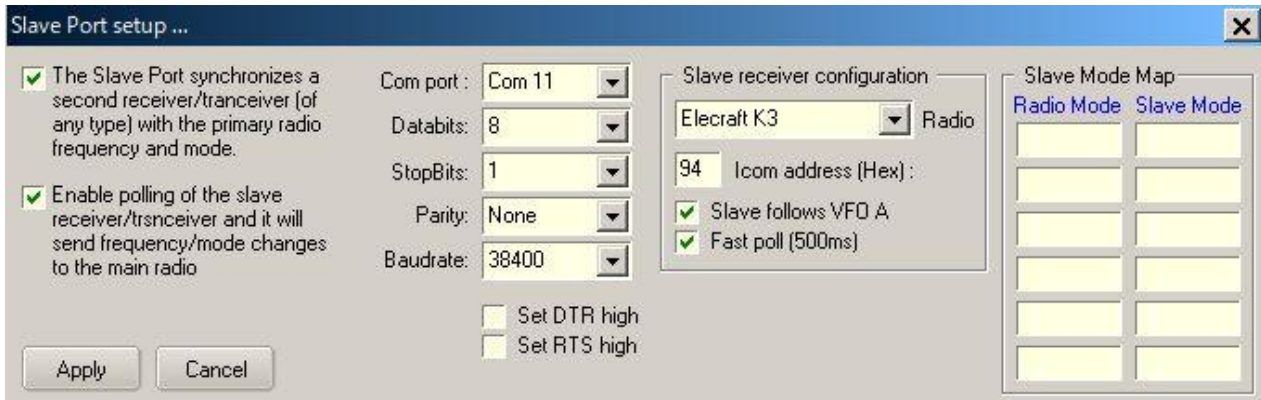 Slave Port setup ...
The Slave Port synchronizes a
second receiver/tranceiver (of
any type) with the primary radio
frequency and mode.
Enable polling of the slave
receiver/trsnceiver and it will
send frequency/mode changes
to the main radio
Apply
Cancel
Com port : Com 11
Databits: 8
StopBits: 1
Parity: None
Baudrate: 38400
Set DTR high
Set RTS high
Slave receiver configuration
Elecraft K3 Radio
94 Icom address (Hex) :
Slave follows VFO A
Fast poll (500ms)
Slave Mode Map
Radio Mode Slave Mode